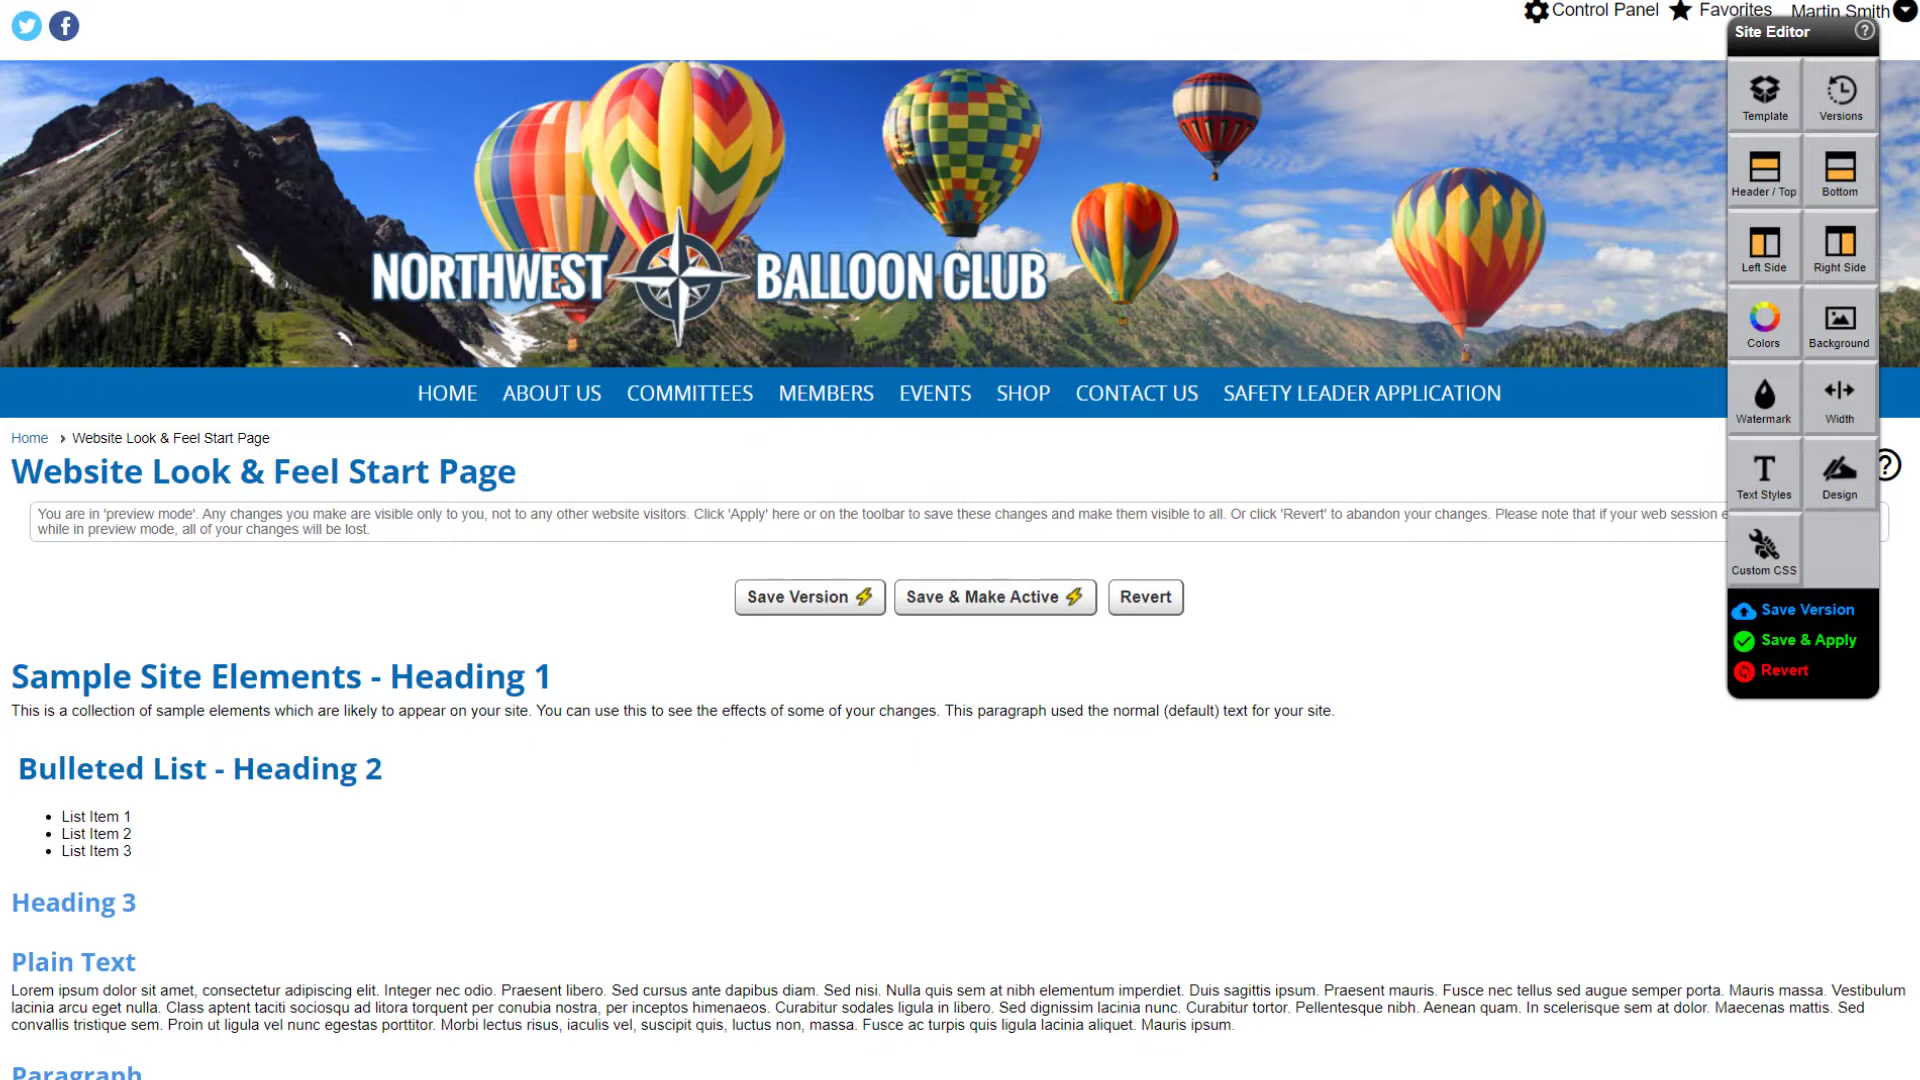 Control Panel
Favorites
Martin Smith
Site Editor
?
Template
Versions
Header / Top
Bottom
Left Side
Right Side
Colors
Background
Watermark
Width
Text Styles
Design
Custom CSS
Save Version
Save & Apply
Revert
NORTHWEST BALLOON CLUB
HOME ABOUT US COMMITTEES MEMBERS EVENTS SHOP CONTACT US SAFETY LEADER APPLICATION
Home › Website Look & Feel Start Page
Website Look & Feel Start Page
?
You are in 'preview mode'. Any changes you make are visible only to you, not to any other website visitors. Click 'Apply' here or on the toolbar to save these changes and make them visible to all. Or click 'Revert' to abandon your changes. Please note that if your web session
while in preview mode, all of your changes will be lost.
Save Version Save & Make Active Revert
Sample Site Elements - Heading 1
This is a collection of sample elements which are likely to appear on your site. You can use this to see the effects of some of your changes. This paragraph used the normal (default) text for your site.
Bulleted List - Heading 2
• List Item 1
• List Item 2
• List Item 3
Heading 3
Plain Text
Lorem ipsum dolor sit amet, consectetur adipiscing elit. Integer nec odio. Praesent libero. Sed cursus ante dapibus diam. Sed nisi. Nulla quis sem at nibh elementum imperdiet. Duis sagittis ipsum. Praesent mauris. Fusce nec tellus sed augue semper porta. Mauris massa. Vestibulum
lacinia arcu eget nulla. Class aptent taciti sociosqu ad litora torquent per conubia nostra, per inceptos himenaeos. Curabitur sodales ligula in libero. Sed dignissim lacinia nunc. Curabitur tortor. Pellentesque nibh. Aenean quam. In scelerisque sem at dolor. Maecenas mattis. Sed
convallis tristique sem. Proin ut ligula vel nunc egestas porttitor. Morbi lectus risus, iaculis vel, suscipit quis, luctus non, massa. Fusce ac turpis quis ligula lacinia aliquet. Mauris ipsum.
Paragraph